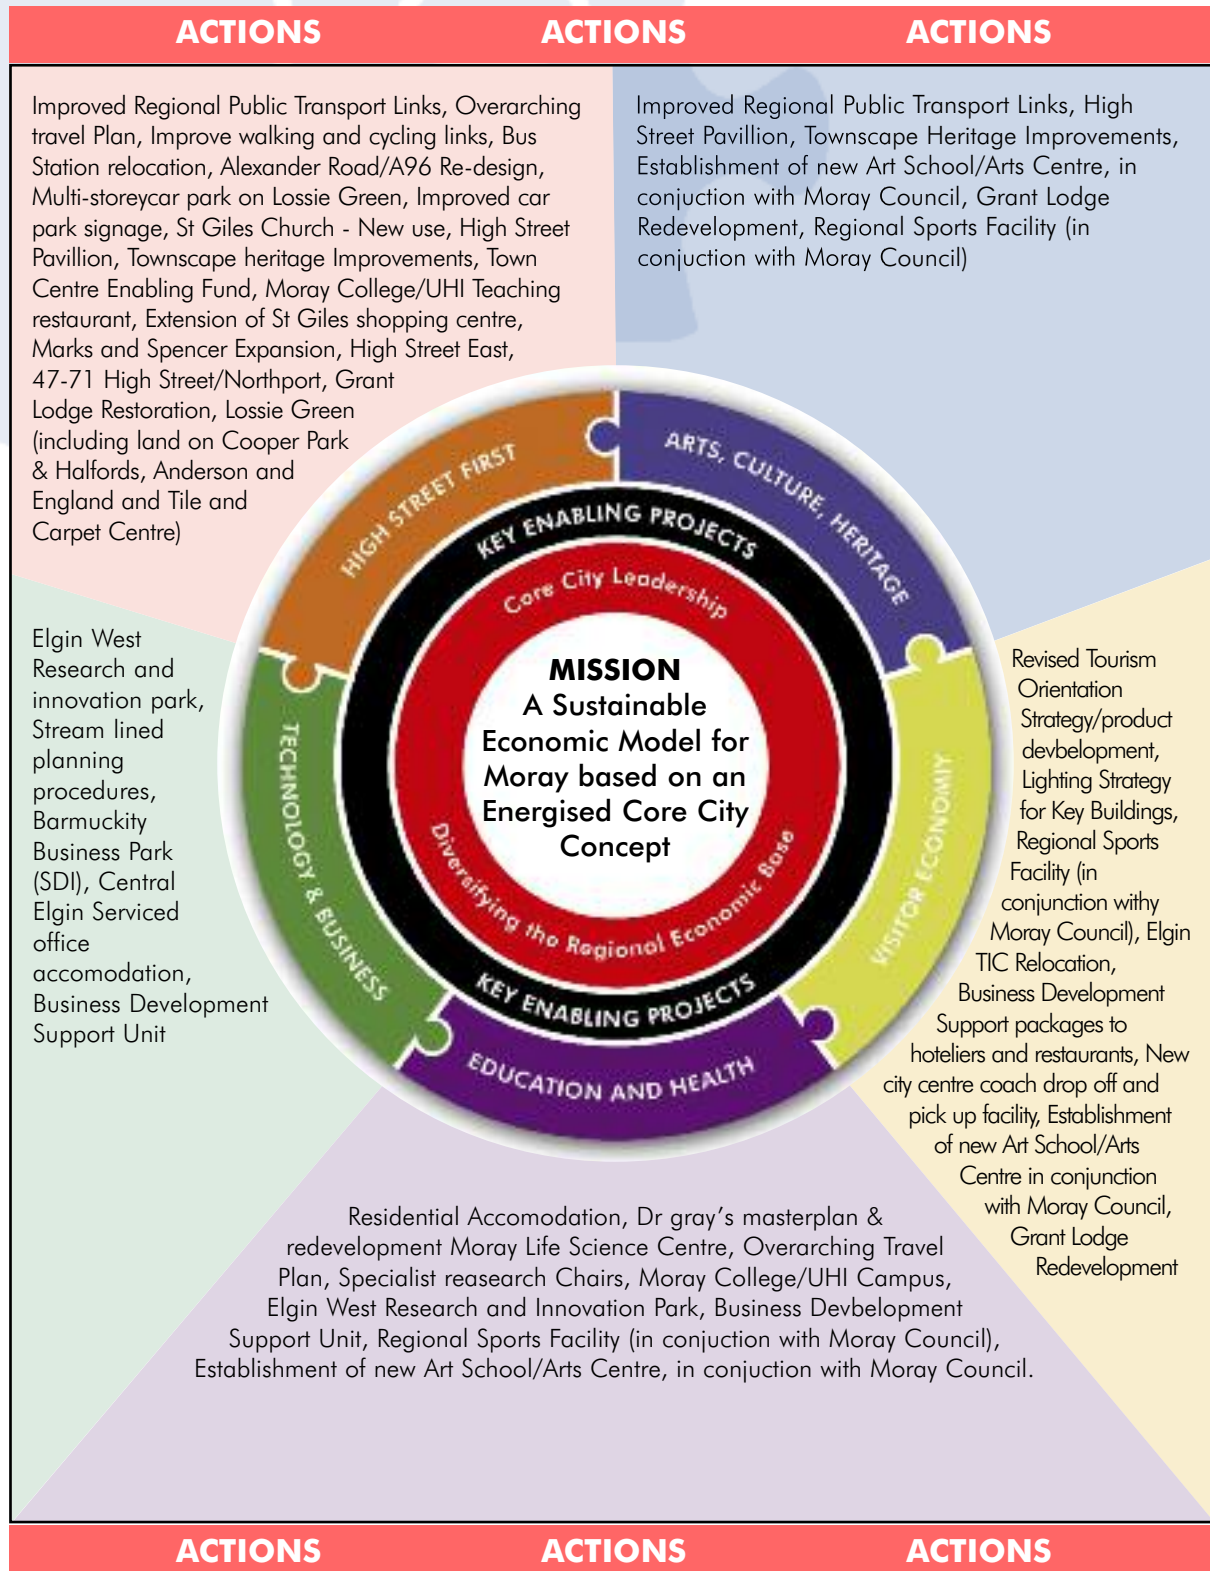 ACTIONS ACTIONS ACTIONS
Improved Regional Public Transport Links, Overarching
travel Plan, Improve walking and cycling links, Bus
Station relocation, Alexander Road/A96 Re-design,
Multi-storeycar park on Lossie Green, Improved car
park signage, St Giles Church - New use, High Street
Pavillion, Townscape heritage Improvements, Town
Centre Enabling Fund, Moray College/UHI Teaching
restaurant, Extension of St Giles shopping centre,
Marks and Spencer Expansion, High Street East,
47-71 High Street/Northport, Grant
Lodge Restoration, Lossie Green
(including land on Cooper Park
& Halfords, Anderson and
England and Tile and
Carpet Centre)
Improved Regional Public Transport Links, High
Street Pavillion, Townscape Heritage Improvements,
Establishment of new Art School/Arts Centre, in
conjuction with Moray Council, Grant Lodge
Redevelopment, Regional Sports Facility (in
conjuction with Moray Council)
HIGH STREET FIRST
ARTS, CULTURE, HERITAGE
KEY ENABLING PROJECTS
Core City Leadership
MISSION
A Sustainable
Economic Model for
Moray based on an
Energised Core City
Concept
Diversifying the Regional Economic Base
KEY ENABLING PROJECTS
TECHNOLOGY & BUSINESS
VISITOR ECONOMIY
EDUCATION AND HEALTH
Elgin West
Research and
innovation park,
Stream lined
planning
procedures,
Barmuckity
Business Park
(SDI), Central
Elgin Serviced
office
accomodation,
Business Development
Support Unit
Revised Tourism
Orientation
Strategy/product
devbelopment,
Lighting Strategy
for Key Buildings,
Regional Sports
Facility (in
conjunction withy
Moray Council), Elgin
TIC Relocation,
Business Development
Support packages to
hoteliers and restaurants, New
city centre coach drop off and
pick up facility, Establishment
of new Art School/Arts
Centre in conjunction
with Moray Council,
Grant Lodge
Redevelopment
Residential Accomodation, Dr gray's masterplan &
redevelopment Moray Life Science Centre, Overarching Travel
Plan, Specialist reasearch Chairs, Moray College/UHI Campus,
Elgin West Research and Innovation Park, Business Devbelopment
Support Unit, Regional Sports Facility (in conjuction with Moray Council),
Establishment of new Art School/Arts Centre, in conjuction with Moray Council.
ACTIONS ACTIONS ACTIONS